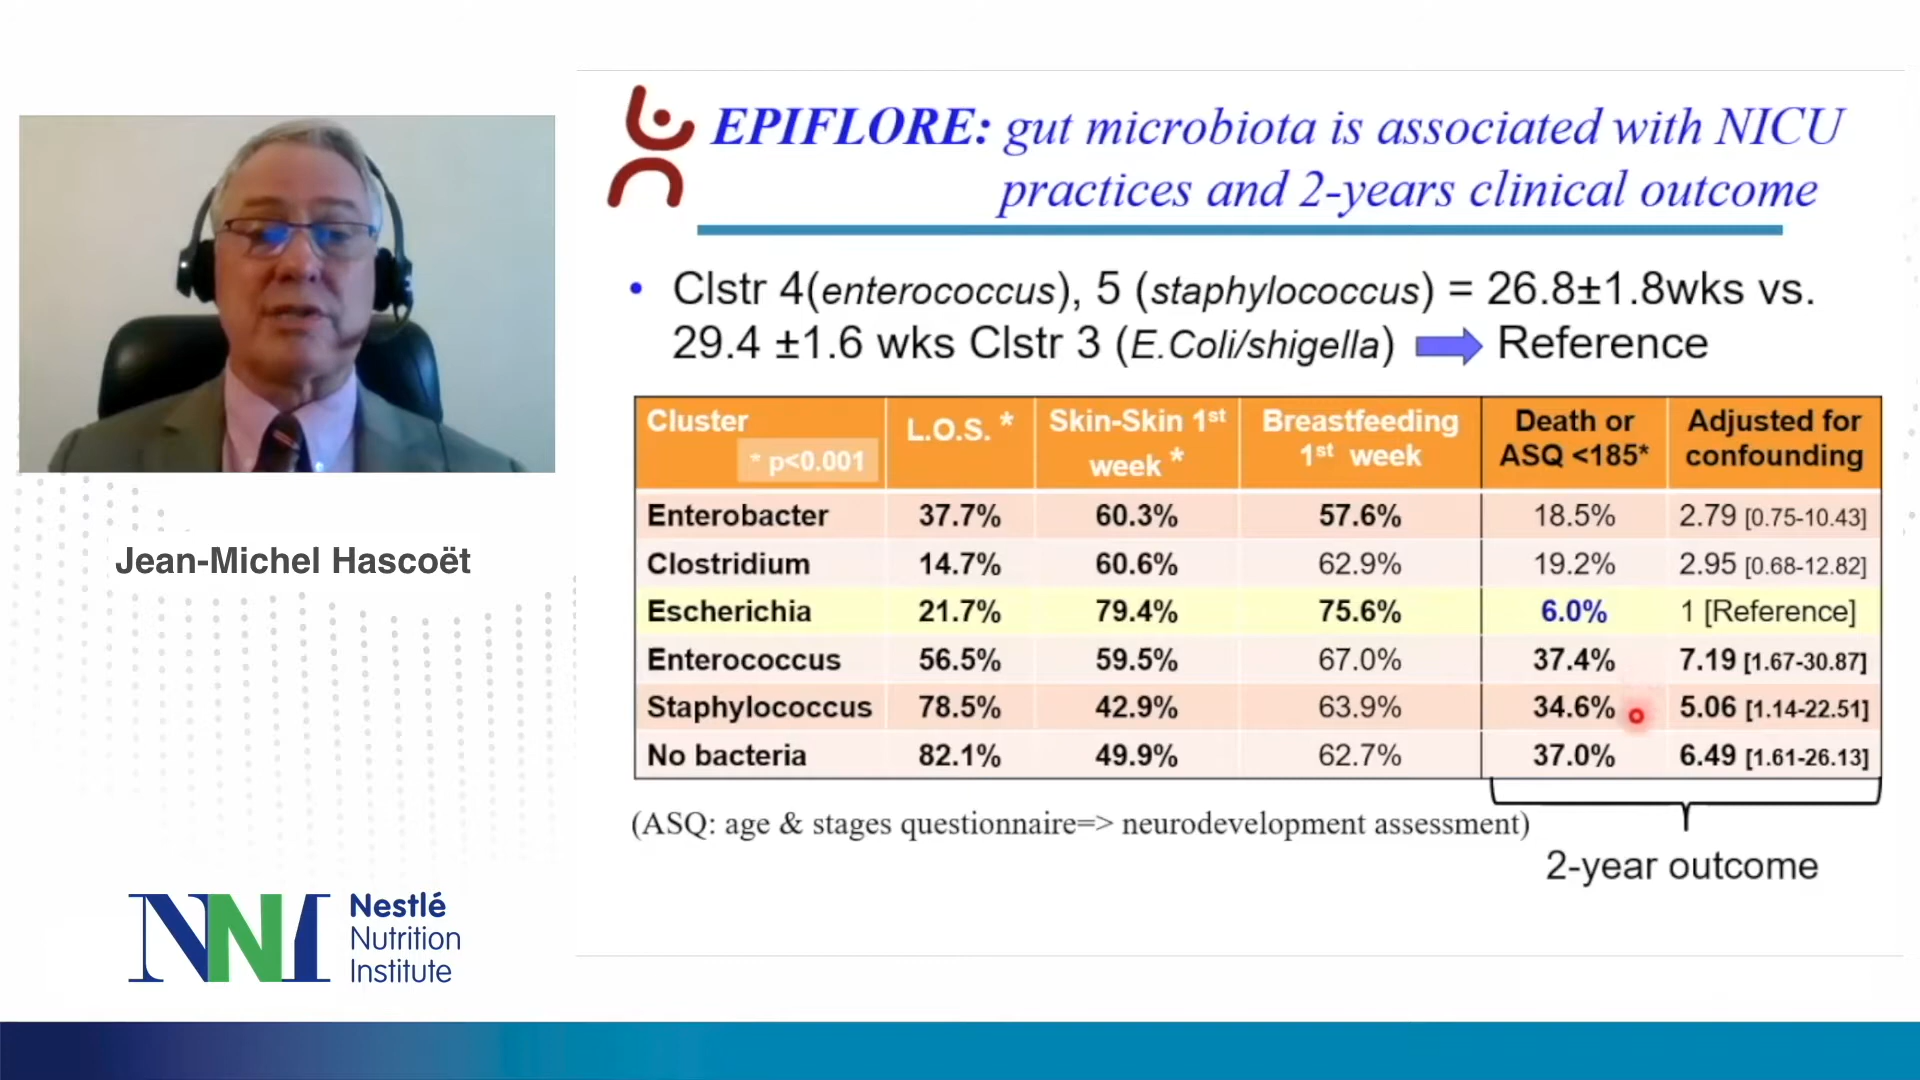 EPIFLORE: gut microbiota is associated with NICU
practices and 2-years clinical outcome
• Clstr 4(enterococcus), 5 (staphylococcus) = 26.8±1.8wks vs.
29.4 ±1.6 wks Clstr 3 (E.Coli/shigella) Reference
Cluster * p<0.001 L.O.S. * Skin-Skin 1st week * Breastfeeding 1st week Death or ASQ <185* Adjusted for confounding
Enterobacter 37.7% 60.3% 57.6% 18.5% 2.79 [0.75-10.43]
Clostridium 14.7% 60.6% 62.9% 19.2% 2.95 [0.68-12.82]
Escherichia 21.7% 79.4% 75.6% 6.0% 1 [Reference]
Enterococcus 56.5% 59.5% 67.0% 37.4% 7.19 [1.67-30.87]
Staphylococcus 78.5% 42.9% 63.9% 34.6% 5.06 [1.14-22.51]
No bacteria 82.1% 49.9% 62.7% 37.0% 6.49 [1.61-26.13]
(ASQ: age & stages questionnaire=> neurodevelopment assessment)
2-year outcome
Jean-Michel Hascoët
NNI
Nestlé
Nutrition
Institute